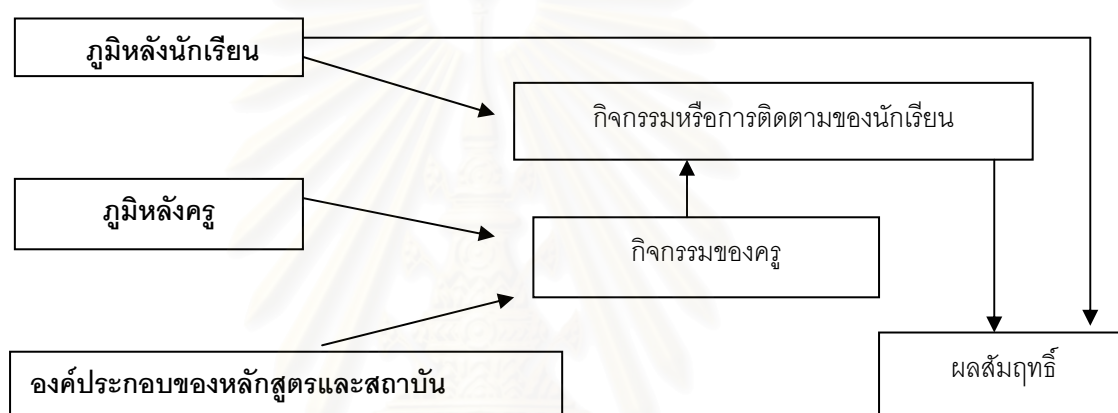 ภูมิหลังนักเรียน
กิจกรรมหรือการติดตามของนักเรียน
ภูมิหลังครู
กิจกรรมของครู
องค์ประกอบของหลักสูตรและสถาบัน
ผลสัมฤทธิ์